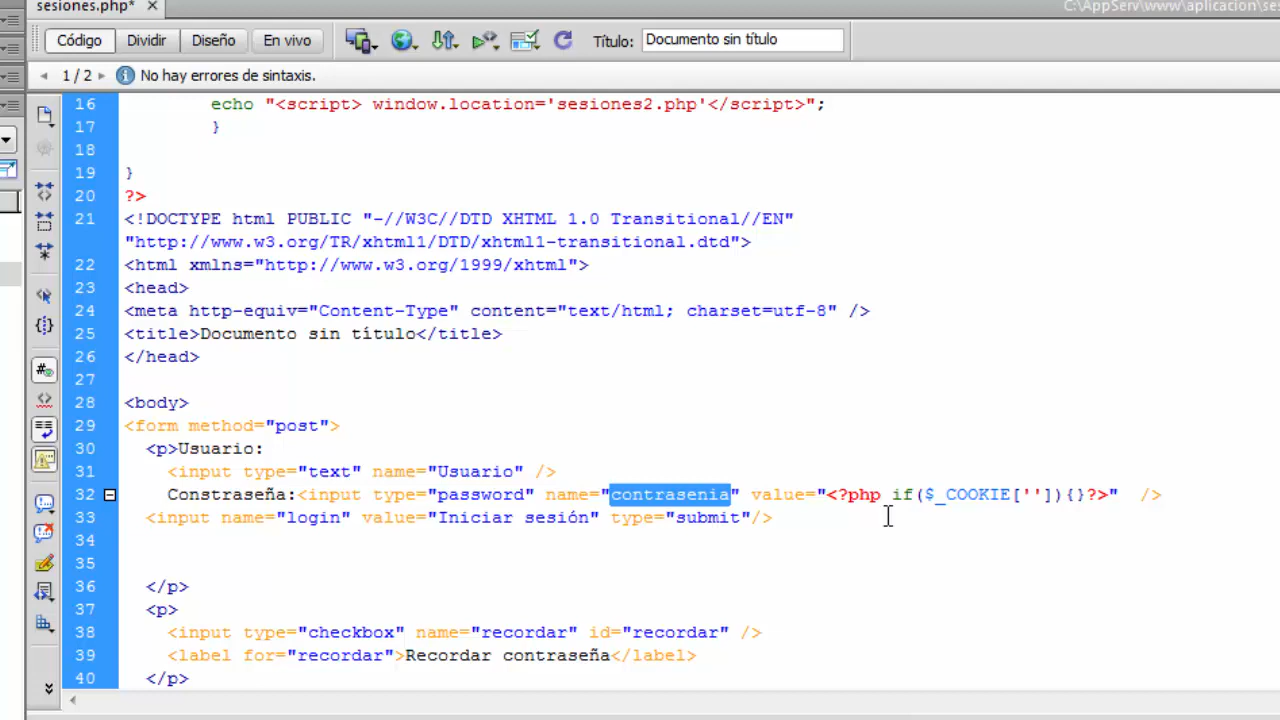 sesiones.php* ×
C:\AppServ\www\aplicacion\ses
Código Dividir Diseño En vivo Título: Documento sin título
1 / 2 No hay errores de sintaxis.
16 echo "<script> window.location='sesiones2.php'</script>";
17 }
18
19 }
20 ?>
21 <!DOCTYPE html PUBLIC "-//W3C//DTD XHTML 1.0 Transitional//EN"
"http://www.w3.org/TR/xhtml1/DTD/xhtml1-transitional.dtd">
22 <html xmlns="http://www.w3.org/1999/xhtml">
23 <head>
24 <meta http-equiv="Content-Type" content="text/html; charset=utf-8" />
25 <title>Documento sin título</title>
26 </head>
27
28 <body>
29 <form method="post">
30 <p>Usuario:
31 <input type="text" name="Usuario" />
32 Constraseña:<input type="password" name="contrasenia" value="<?php if($_COOKIE['']){}?>" />
33 <input name="login" value="Iniciar sesión" type="submit"/>
34
35
36 </p>
37 <p>
38 <input type="checkbox" name="recordar" id="recordar" />
39 <label for="recordar">Recordar contraseña</label>
40 </p>